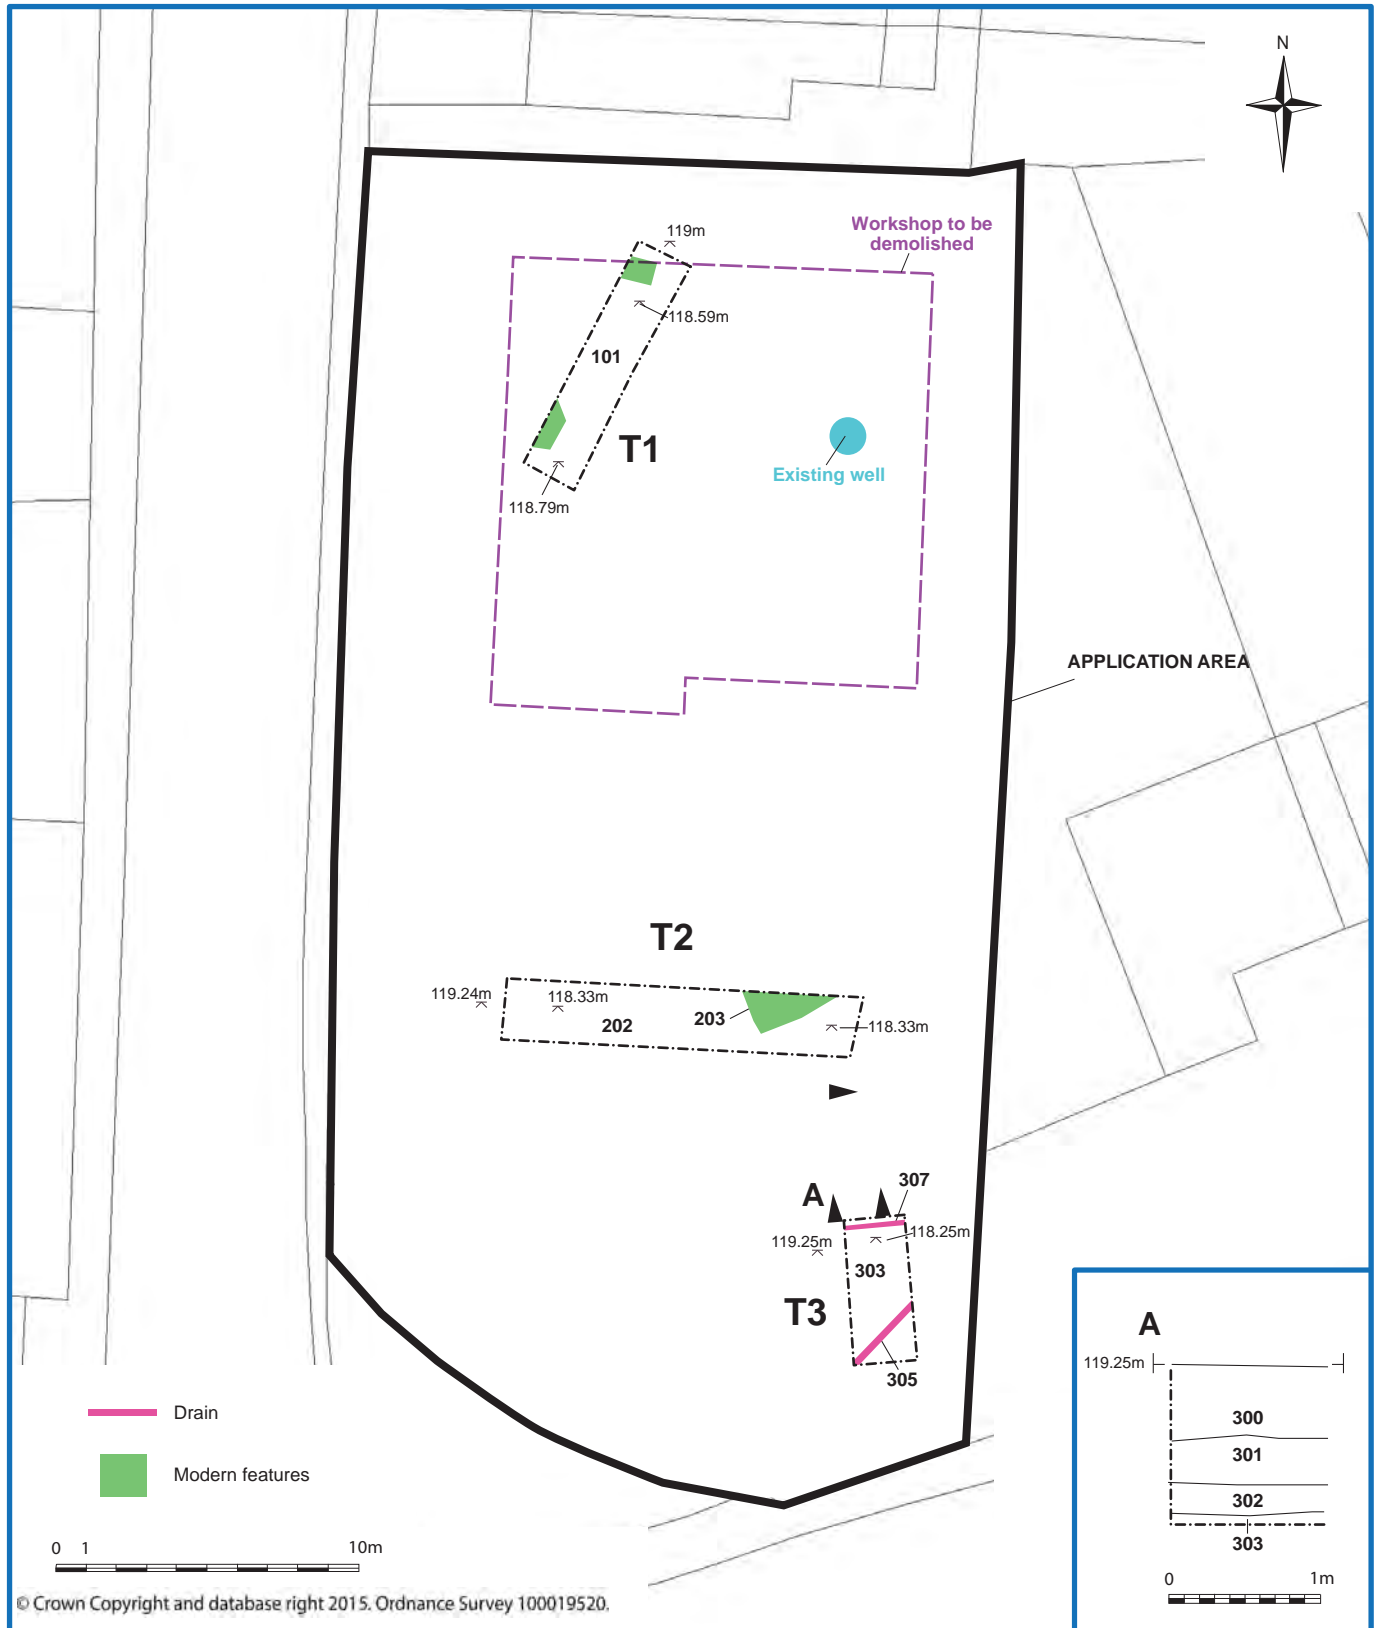 N
119m
Workshop to be
demolished
118.59m
101
T1
Existing well
118.79m
APPLICATION AREA
T2
119.24m
118.33m
202
203
118.33m
307
A
119.25m
118.25m
303
T3
305
A
119.25m
300
301
302
303
0 1m
Drain
Modern features
0 1 10m
© Crown Copyright and database right 2015. Ordnance Survey 100019520.